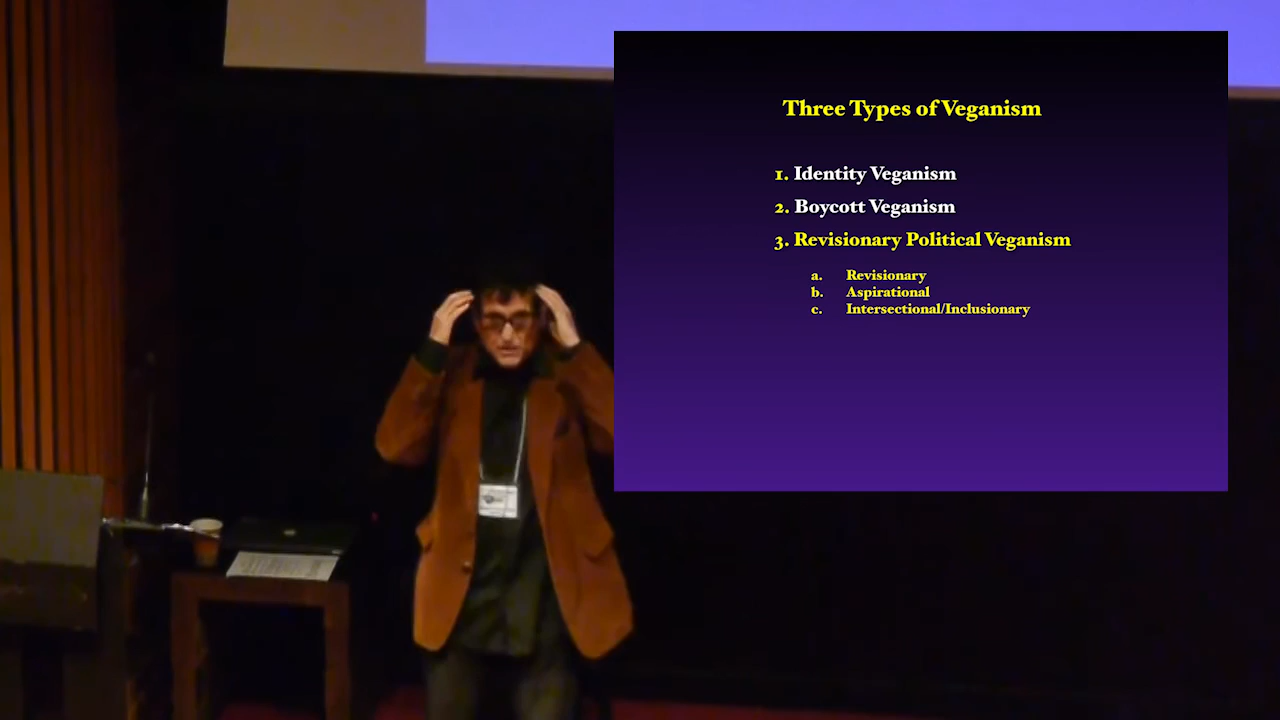 Three Types of Veganism
1. Identity Veganism
2. Boycott Veganism
3. Revisionary Political Veganism
a. Revisionary
b. Aspirational
c. Intersectional/Inclusionary